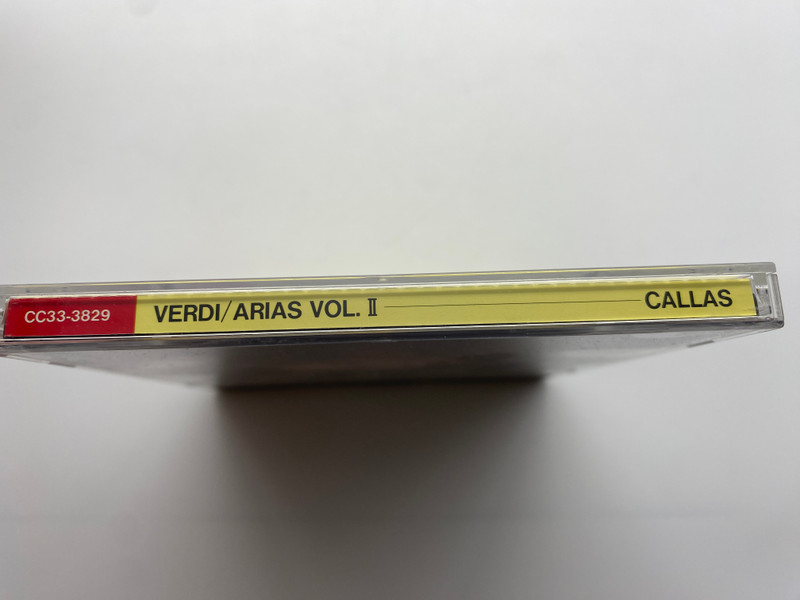 CC33-3829 VERDI/ARIAS VOL. Ⅱ CALLAS